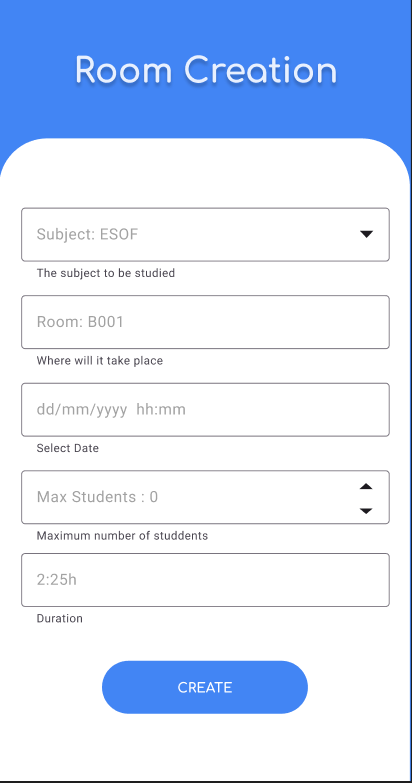 Room Creation
Subject: ESOF
The subject to be studied
Room: B001
Where will it take place
dd/mm/yyyy hh:mm
Select Date
Max Students : 0
Maximum number of studdents
2:25h
Duration
CREATE